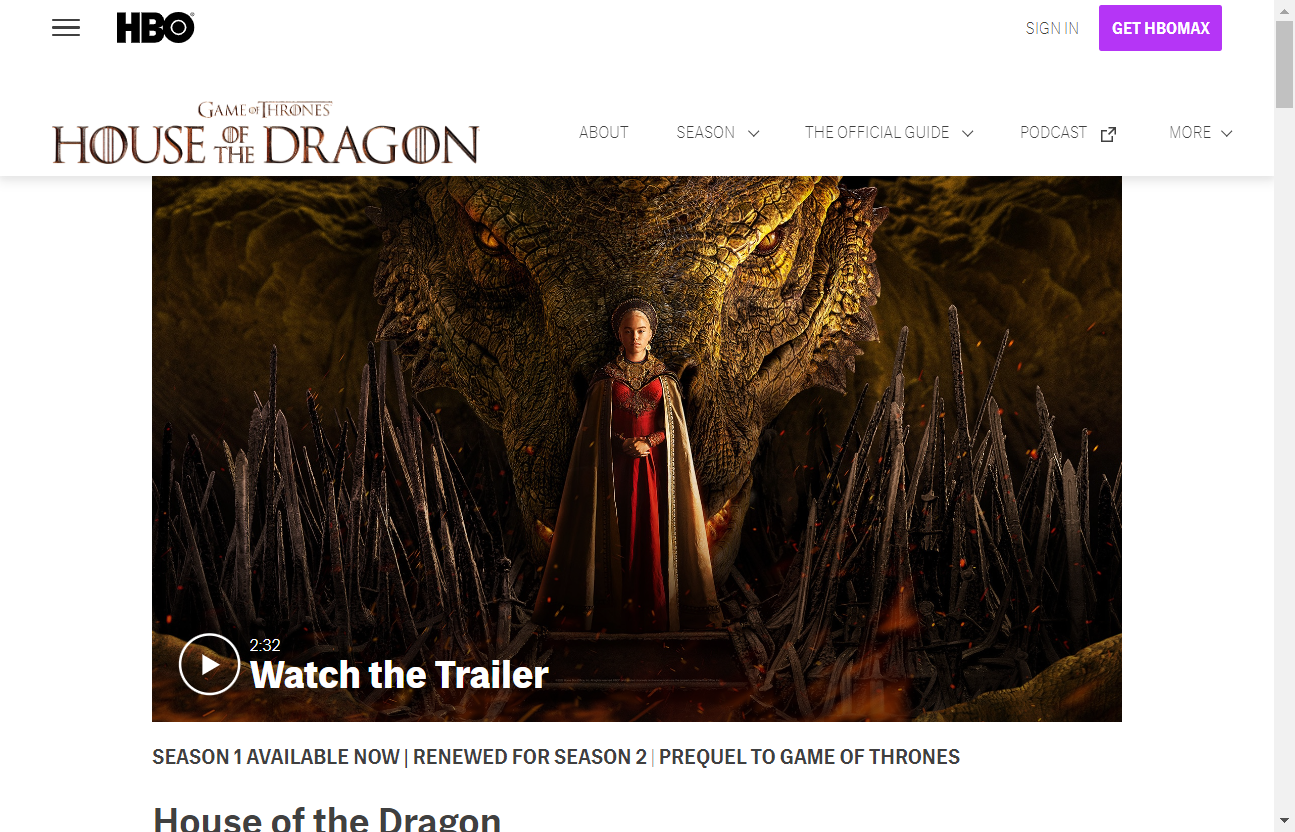 HBO
SIGN IN
GET HBOMAX
GAME OF THRONES
HOUSE OF THE DRAGON
ABOUT
SEASON
THE OFFICIAL GUIDE
PODCAST
MORE
2:32
Watch the Trailer
SEASON 1 AVAILABLE NOW | RENEWED FOR SEASON 2 | PREQUEL TO GAME OF THRONES
House of the Dragon